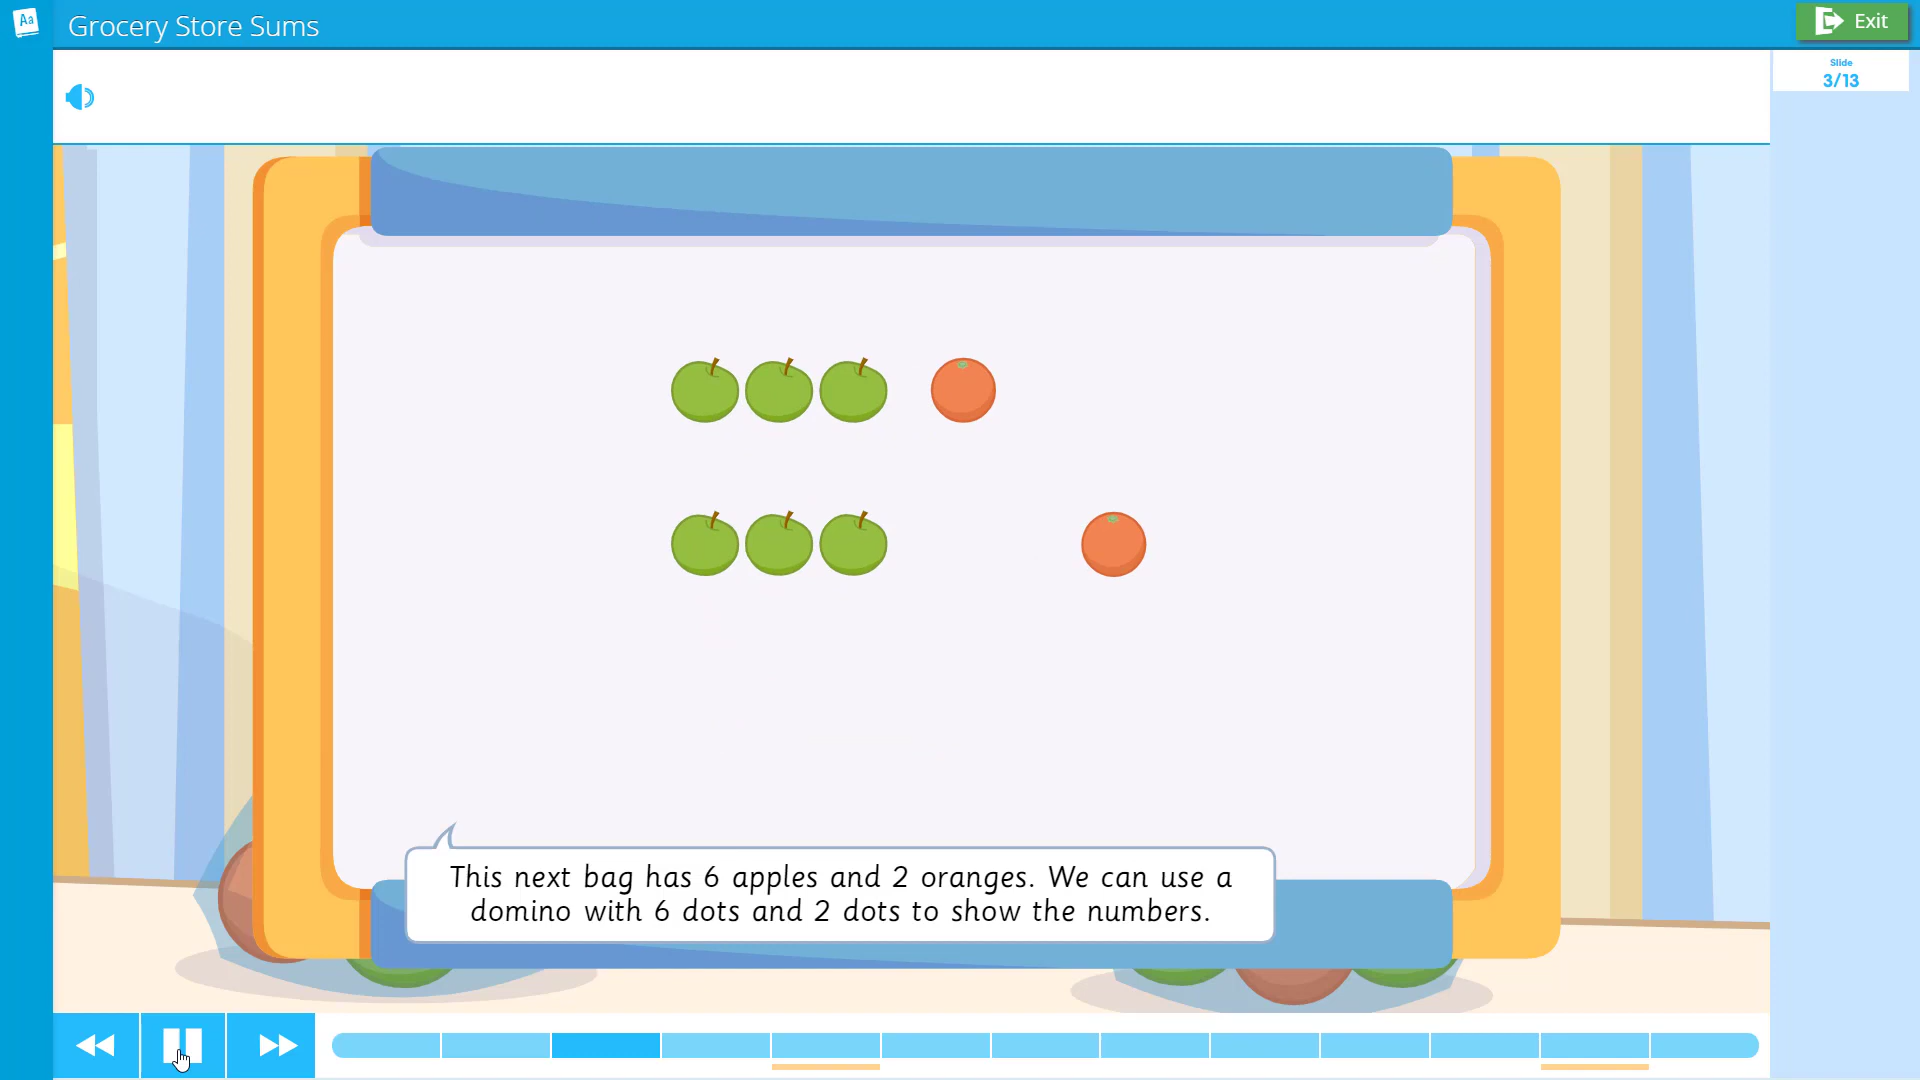 Aa
Grocery Store Sums
Exit
Slide
3/13
This next bag has 6 apples and 2 oranges. We can use a
domino with 6 dots and 2 dots to show the numbers.